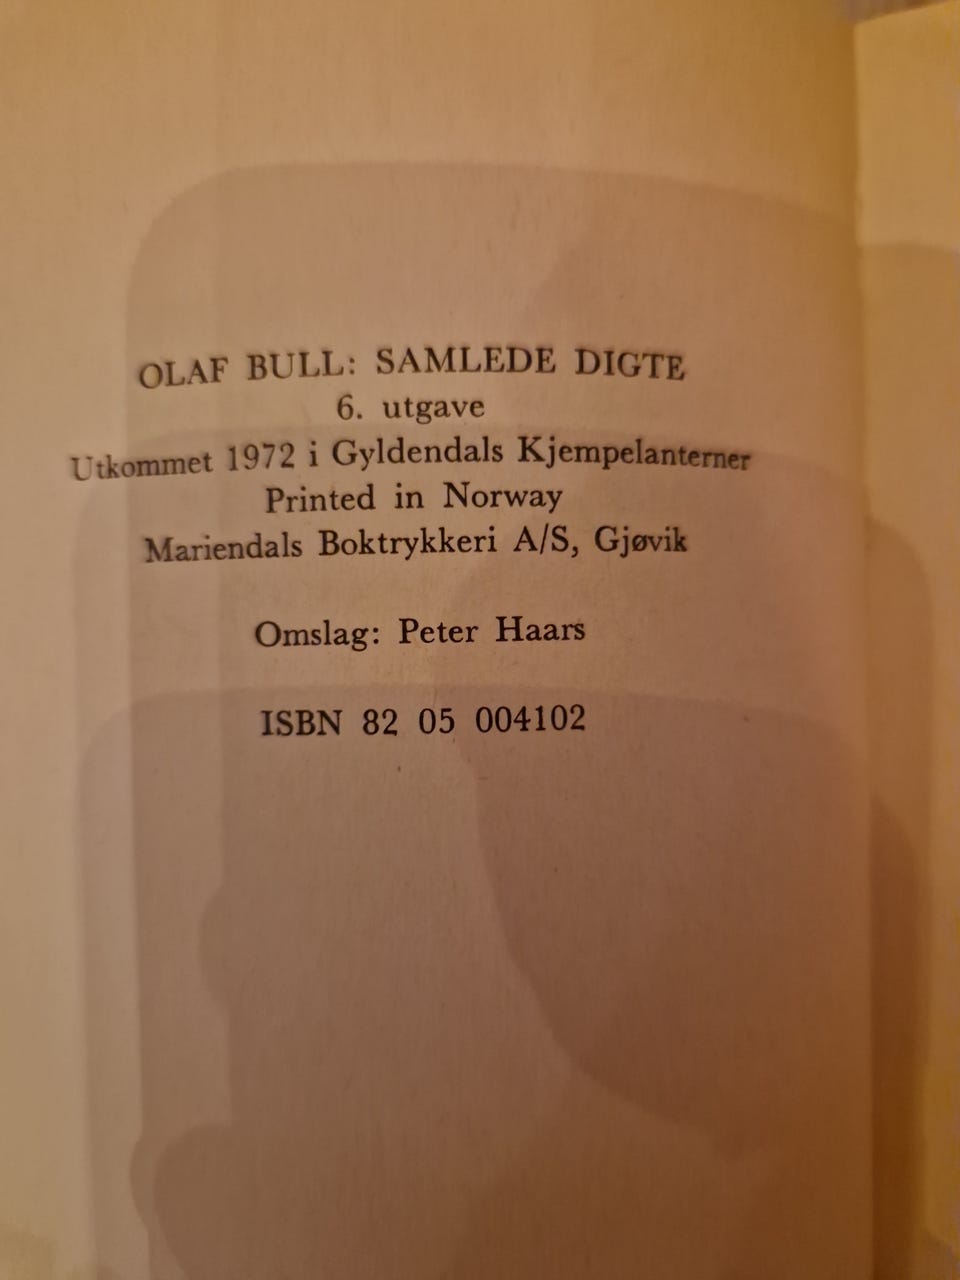 OLAF BULL: SAMLEDE DIGTE
6. utgave
Utkommet 1972 i Gyldendals Kjempelanterner
Printed in Norway
Mariendals Boktrykkeri A/S, Gjøvik
Omslag: Peter Haars
ISBN 82 05 004102